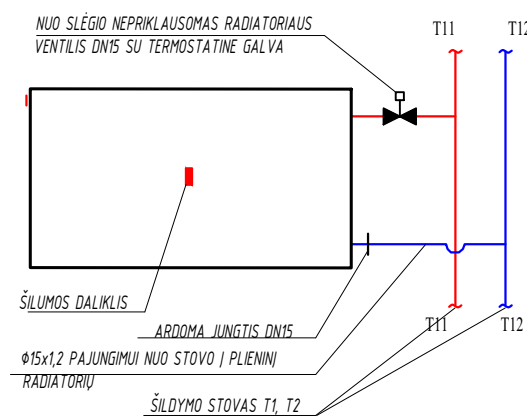 NUO SLĖGIO NEPRIKLAUSOMAS RADIATORIAUS
VENTILIS DN15 SU TERMOSTATINE GALVA
T11
T12
ŠILUMOS DALIKLIS
ARDOMA JUNGTIS DN15
T11
T12
Φ15x1,2 PAJUNGIMUI NUO STOVO Į PLIENINĮ
RADIATORIŲ
ŠILDYMO STOVAS T1, T2